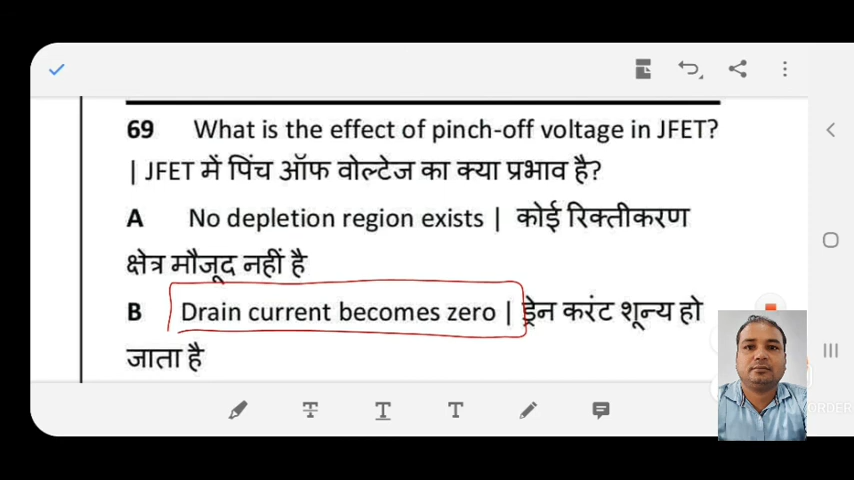 69 What is the effect of pinch-off voltage in JFET?
| JFET में पिंच ऑफ वोल्टेज का क्या प्रभाव है?
A No depletion region exists | कोई रिक्तीकरण
क्षेत्र मौजूद नहीं है
B Drain current becomes zero | ड्रेन करंट शून्य हो
जाता है
T T T
ORDER